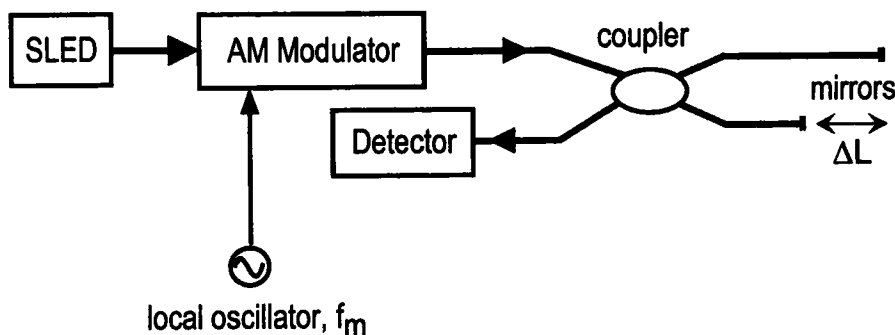 SLED
AM Modulator
coupler
mirrors
Detector
ΔL
local oscillator, fm